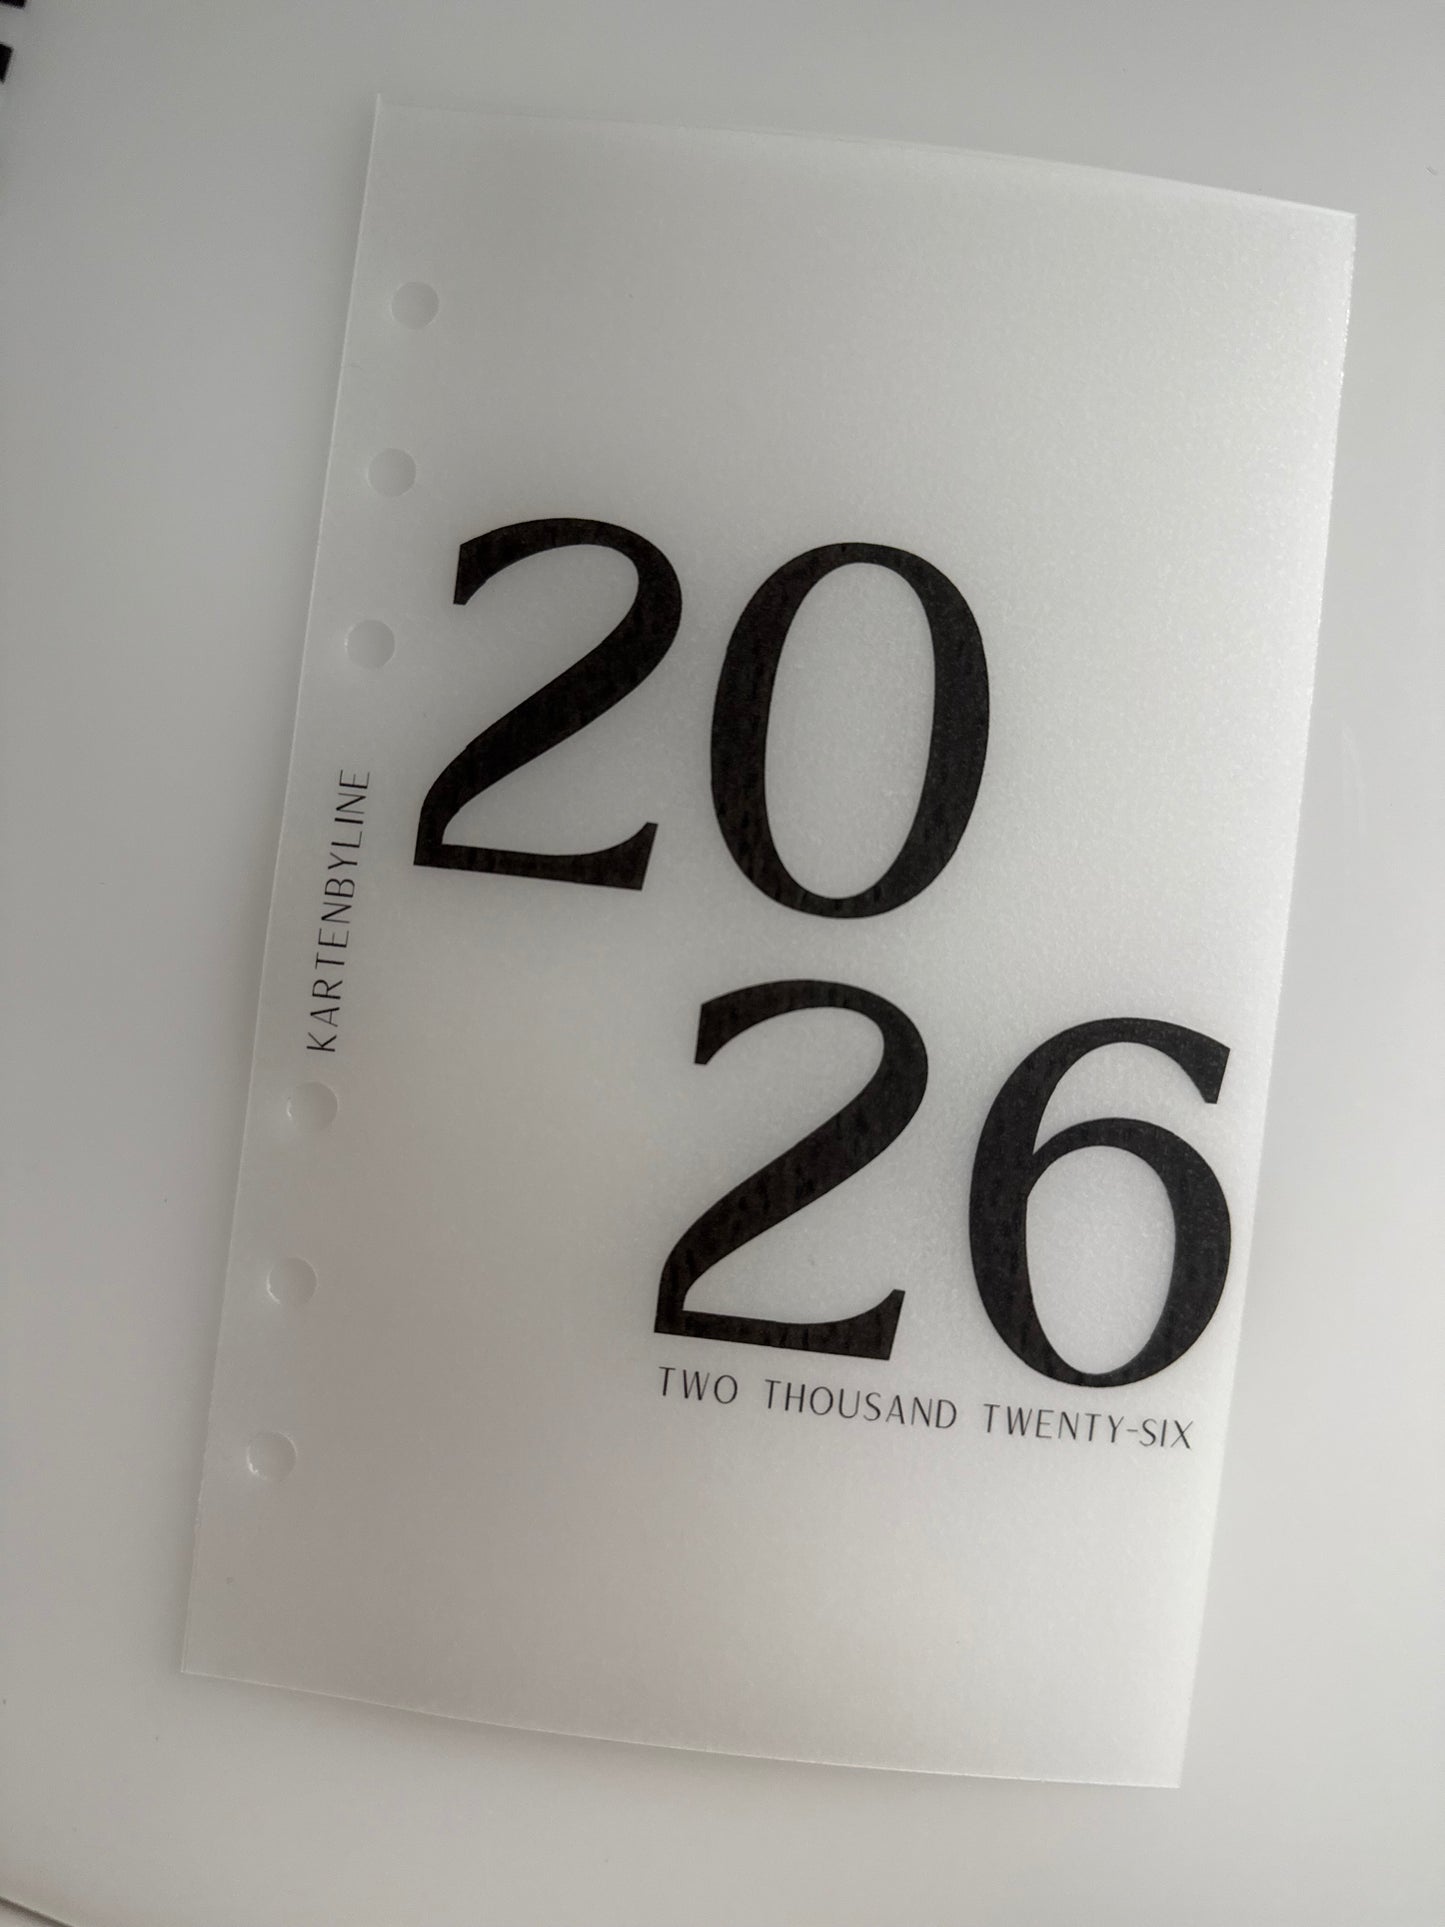 20
26
TWO THOUSAND TWENTY-SIX
KARTENBYLINE